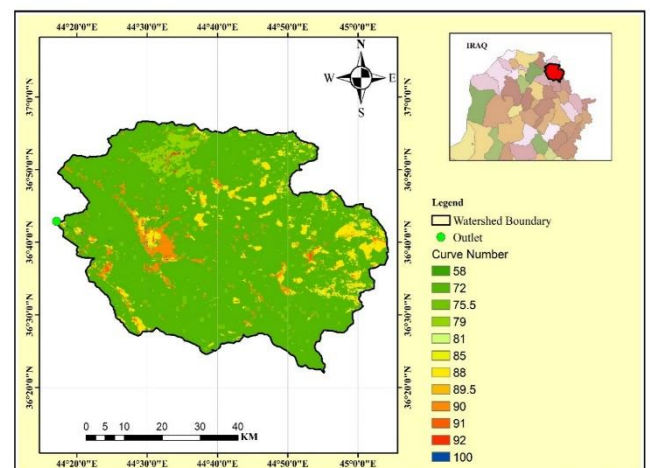 44°20'0"E 44°30'0"E 44°40'0"E 44°50'0"E 45°0'0"E
N
W E
S
37°0'0"N
37°0'0"N
36°50'0"N
36°50'0"N
36°40'0"N
36°40'0"N
36°30'0"N
36°30'0"N
36°20'0"N
36°20'0"N
0 5 10 20 30 40
KM
44°20'0"E 44°30'0"E 44°40'0"E 44°50'0"E 45°0'0"E
IRAQ
Legend
Watershed Boundary
Outlet
Curve Number
58
72
75.5
79
81
85
88
89.5
90
91
92
100